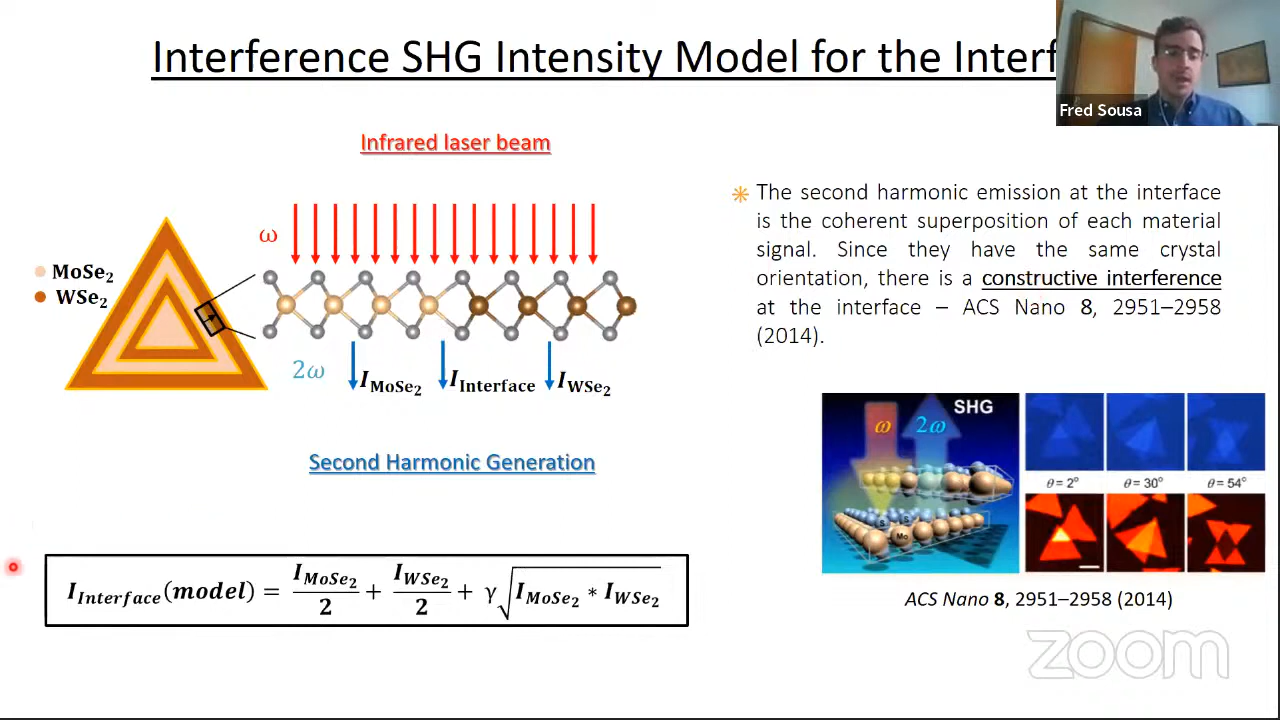 Interference SHG Intensity Model for the Interf
Fred Sousa
Infrared laser beam
ω
MoSe₂
WSe₂
2ω
I_MoSe₂ I_Interface I_WSe₂
Second Harmonic Generation
I_Interface(model) = I_MoSe₂/2 + I_WSe₂/2 + γ√(I_MoSe₂ * I_WSe₂)
The second harmonic emission at the interface
is the coherent superposition of each material
signal. Since they have the same crystal
orientation, there is a constructive interference
at the interface – ACS Nano 8, 2951–2958
(2014).
SHG
ω 2ω
S S
Mo
θ = 2° θ = 30° θ = 54°
ACS Nano 8, 2951–2958 (2014)
zoom